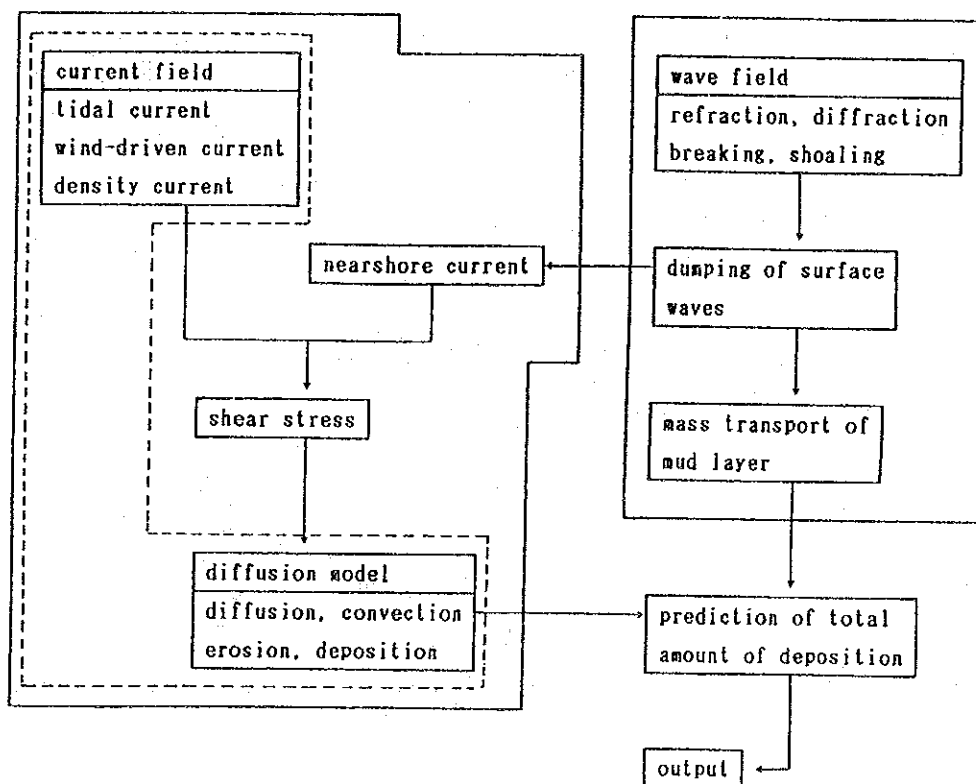 current field
tidal current
wind-driven current
density current
wave field
refraction, diffraction
breaking, shoaling
nearshore current
dumping of surface
waves
shear stress
mass transport of
mud layer
diffusion model
diffusion, convection
erosion, deposition
prediction of total
amount of deposition
output